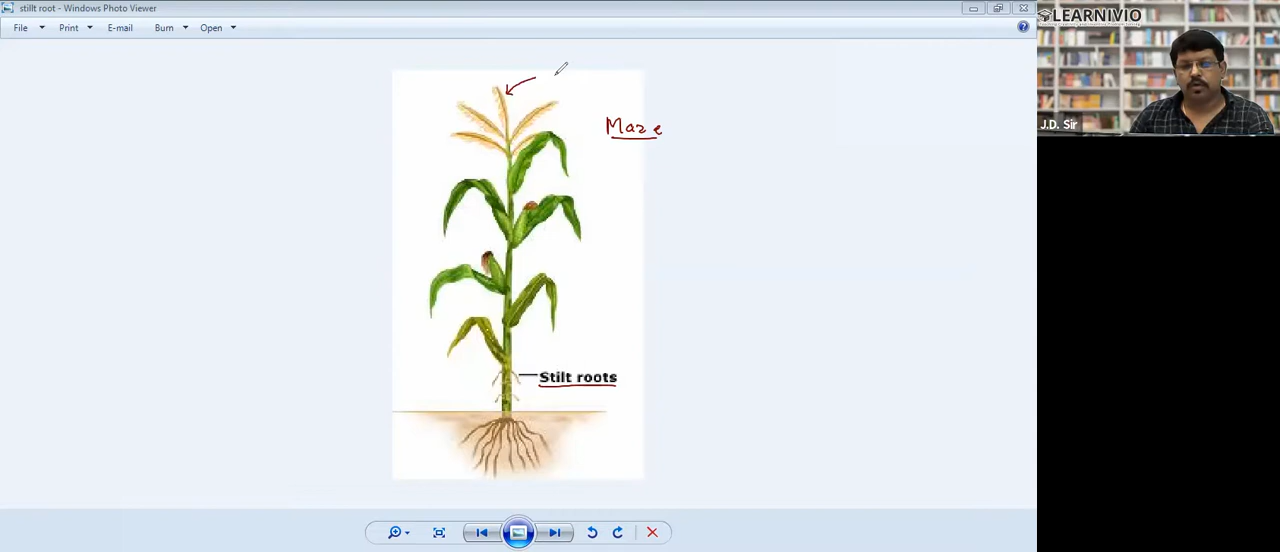 stillt root - Windows Photo Viewer
File Print E-mail Burn Open
LEARNIVIO
J.D. Sir
Maze
Stilt roots